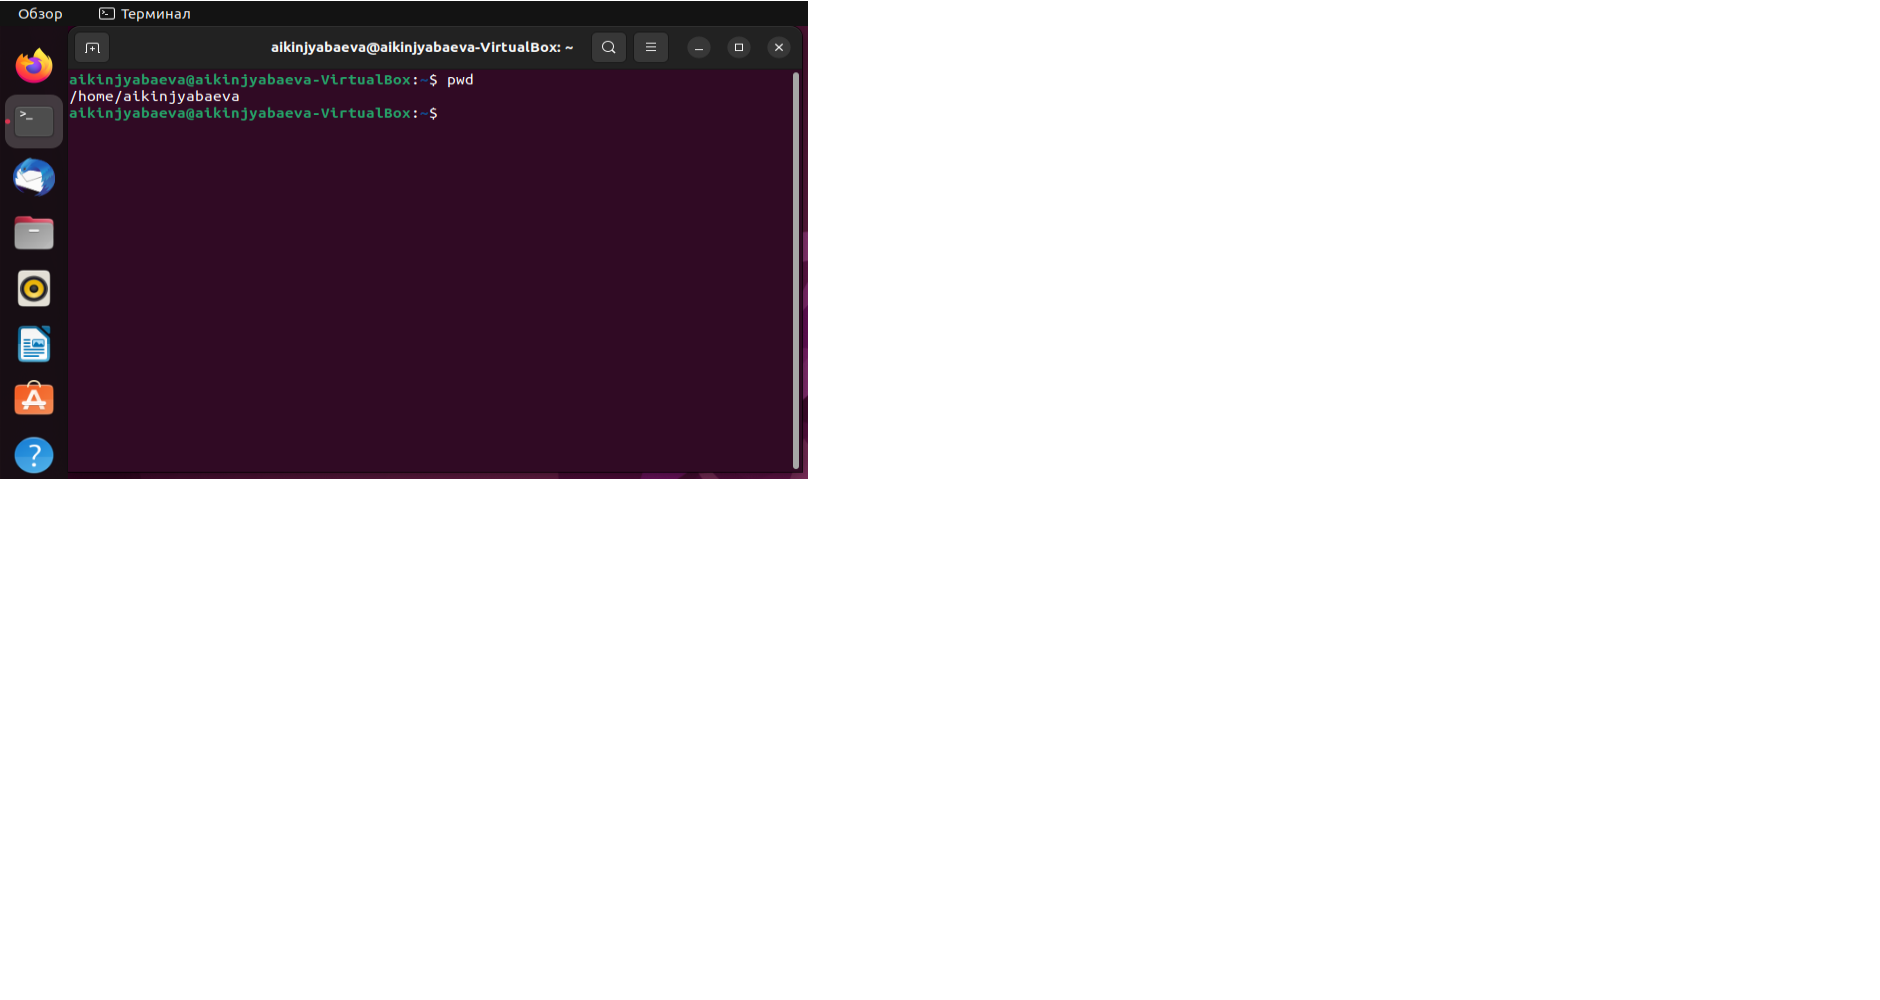 Обзор Терминал
aikinjyabaeva@aikinjyabaeva-VirtualBox: ~
aikinjyabaeva@aikinjyabaeva-VirtualBox:~$ pwd
/home/aikinjyabaeva
aikinjyabaeva@aikinjyabaeva-VirtualBox:~$